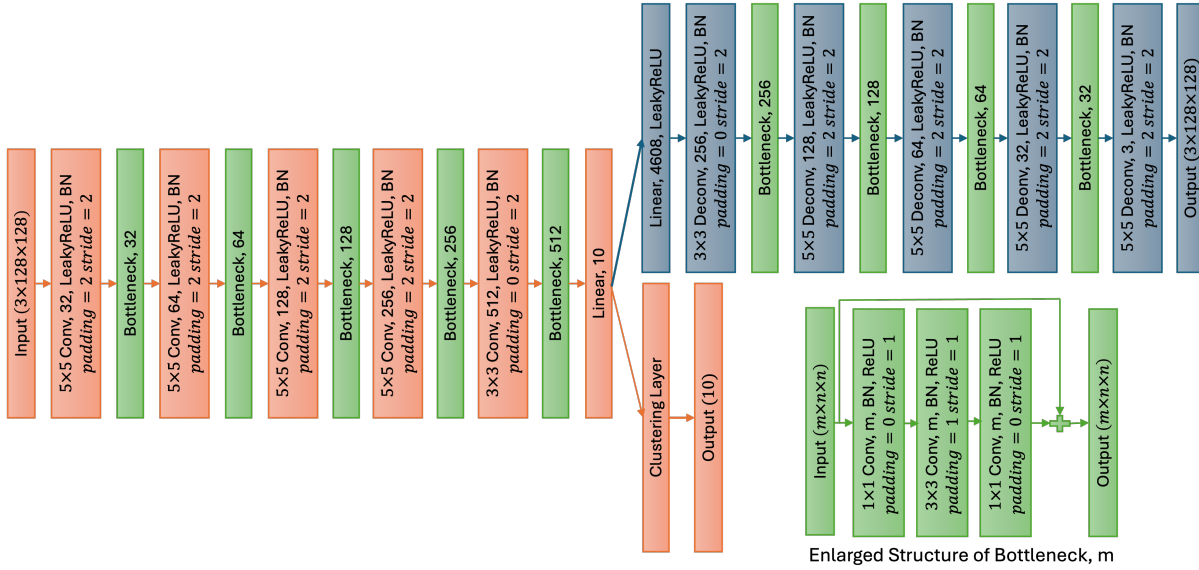 Input (3×128×128)
5×5 Conv, 32, LeakyReLU, BN
padding = 2 stride = 2
Bottleneck, 32
5×5 Conv, 64, LeakyReLU, BN
padding = 2 stride = 2
Bottleneck, 64
5×5 Conv, 128, LeakyReLU, BN
padding = 2 stride = 2
Bottleneck, 128
5×5 Conv, 256, LeakyReLU, BN
padding = 2 stride = 2
Bottleneck, 256
3×3 Conv, 512, LeakyReLU, BN
padding = 0 stride = 2
Bottleneck, 512
Linear, 10
Linear, 4608, LeakyReLU
3×3 Deconv, 256, LeakyReLU, BN
padding = 0 stride = 2
Bottleneck, 256
5×5 Deconv, 128, LeakyReLU, BN
padding = 2 stride = 2
Bottleneck, 128
5×5 Deconv, 64, LeakyReLU, BN
padding = 2 stride = 2
Bottleneck, 64
5×5 Deconv, 32, LeakyReLU, BN
padding = 2 stride = 2
Bottleneck, 32
5×5 Deconv, 3, LeakyReLU, BN
padding = 2 stride = 2
Output (3×128×128)
Clustering Layer
Output (10)
Input (m×n×n)
1×1 Conv, m, BN, ReLU
padding = 0 stride = 1
3×3 Conv, m, BN, ReLU
padding = 1 stride = 1
1×1 Conv, m, BN, ReLU
padding = 0 stride = 1
Output (m×n×n)
Enlarged Structure of Bottleneck, m